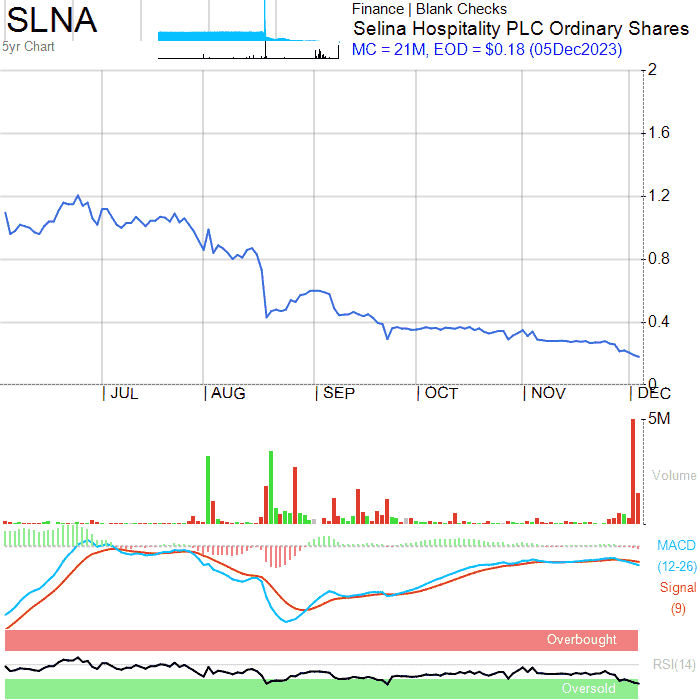 SLNA
5yr Chart
Finance | Blank Checks
Selina Hospitality PLC Ordinary Shares
MC = 21M, EOD = $0.18 (05Dec2023)
2
1.6
1.2
0.8
0.4
0
| JUL | AUG | SEP | OCT | NOV | DEC
5M
Volume
MACD
(12-26)
Signal
(9)
Overbought
RSI(14)
Oversold